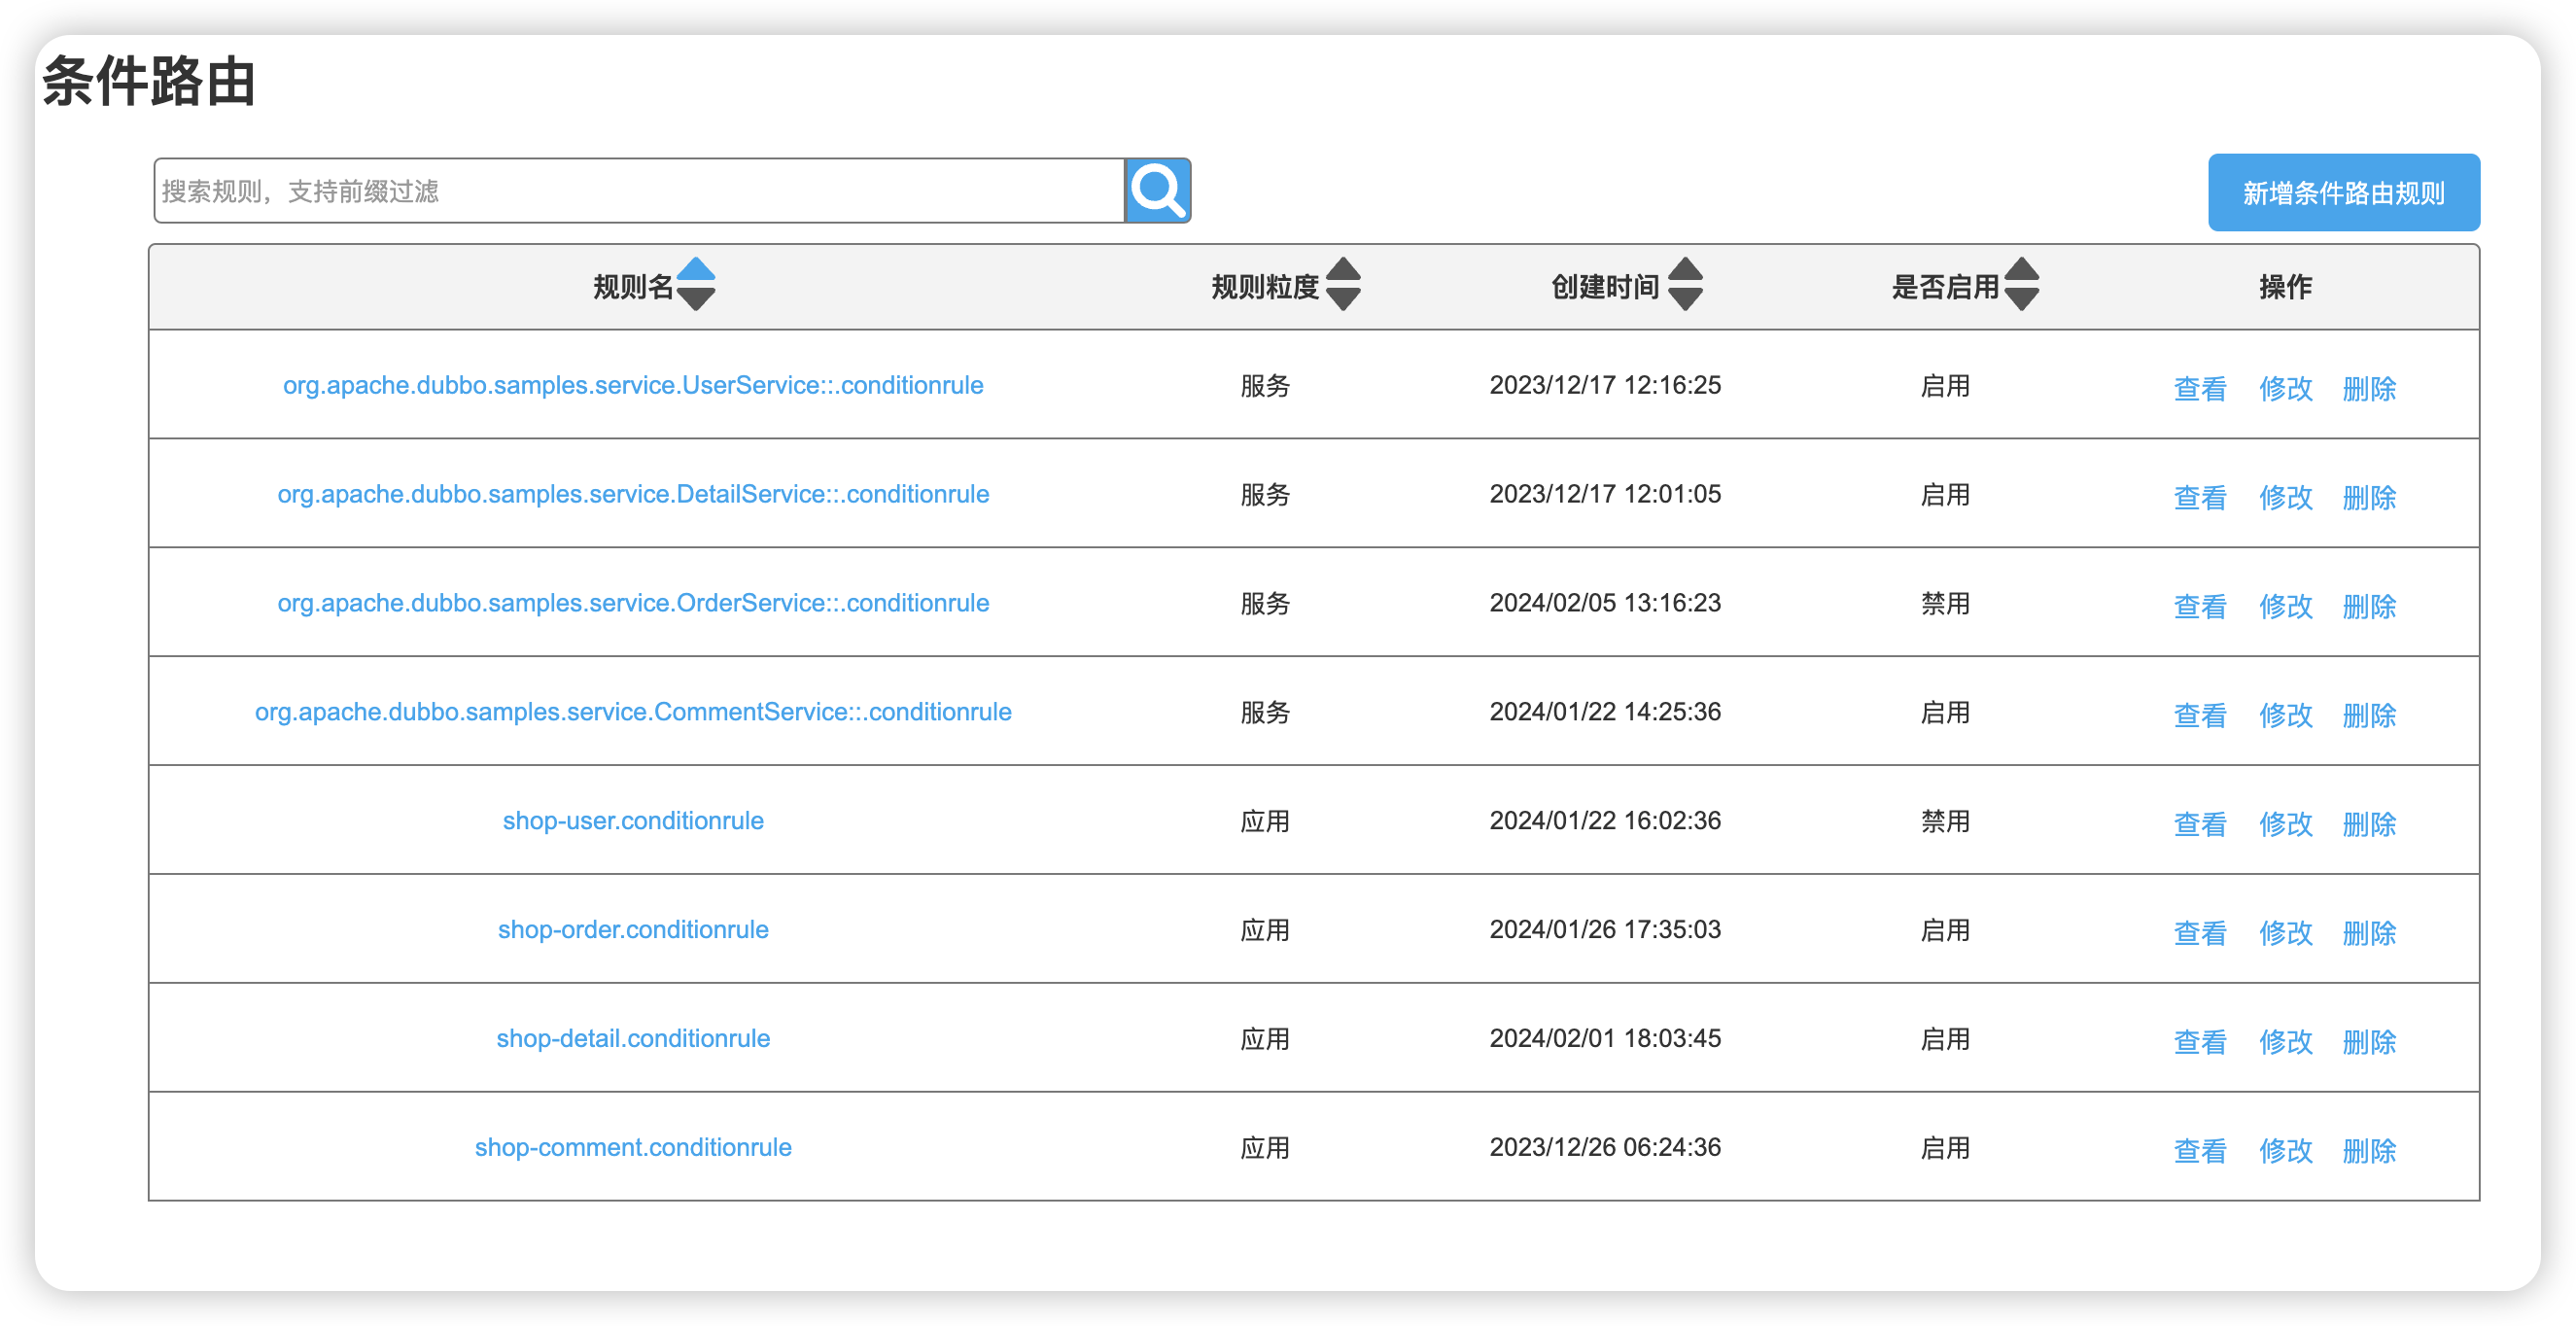 条件路由
搜索规则，支持前缀过滤 新增条件路由规则
规则名 规则粒度 创建时间 是否启用 操作
org.apache.dubbo.samples.service.UserService::.conditionrule 服务 2023/12/17 12:16:25 启用 查看 修改 删除
org.apache.dubbo.samples.service.DetailService::.conditionrule 服务 2023/12/17 12:01:05 启用 查看 修改 删除
org.apache.dubbo.samples.service.OrderService::.conditionrule 服务 2024/02/05 13:16:23 禁用 查看 修改 删除
org.apache.dubbo.samples.service.CommentService::.conditionrule 服务 2024/01/22 14:25:36 启用 查看 修改 删除
shop-user.conditionrule 应用 2024/01/22 16:02:36 禁用 查看 修改 删除
shop-order.conditionrule 应用 2024/01/26 17:35:03 启用 查看 修改 删除
shop-detail.conditionrule 应用 2024/02/01 18:03:45 启用 查看 修改 删除
shop-comment.conditionrule 应用 2023/12/26 06:24:36 启用 查看 修改 删除